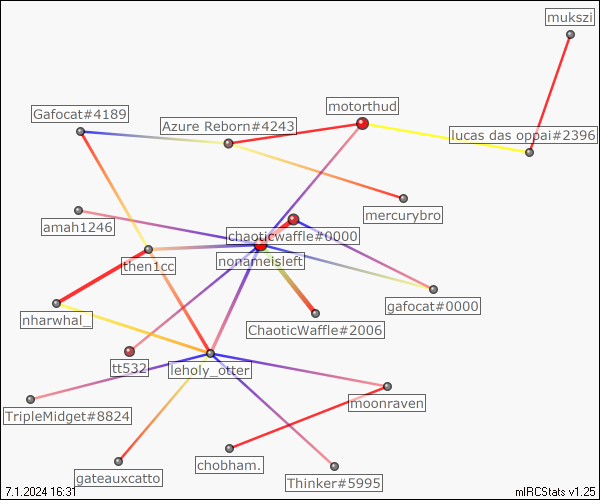 mukszi
motorthud
Gafocat#4189
Azure Reborn#4243
lucas das oppai#2396
mercurybro
amah1246
chaoticwaffle#0000
nonameisleft
then1cc
gafocat#0000
nharwhal_
ChaoticWaffle#2006
tt532
leholy_otter
moonraven
TripleMidget#8824
chobham.
gateauxcatto
Thinker#5995
7.1.2024 16:31
mIRCStats v1.25